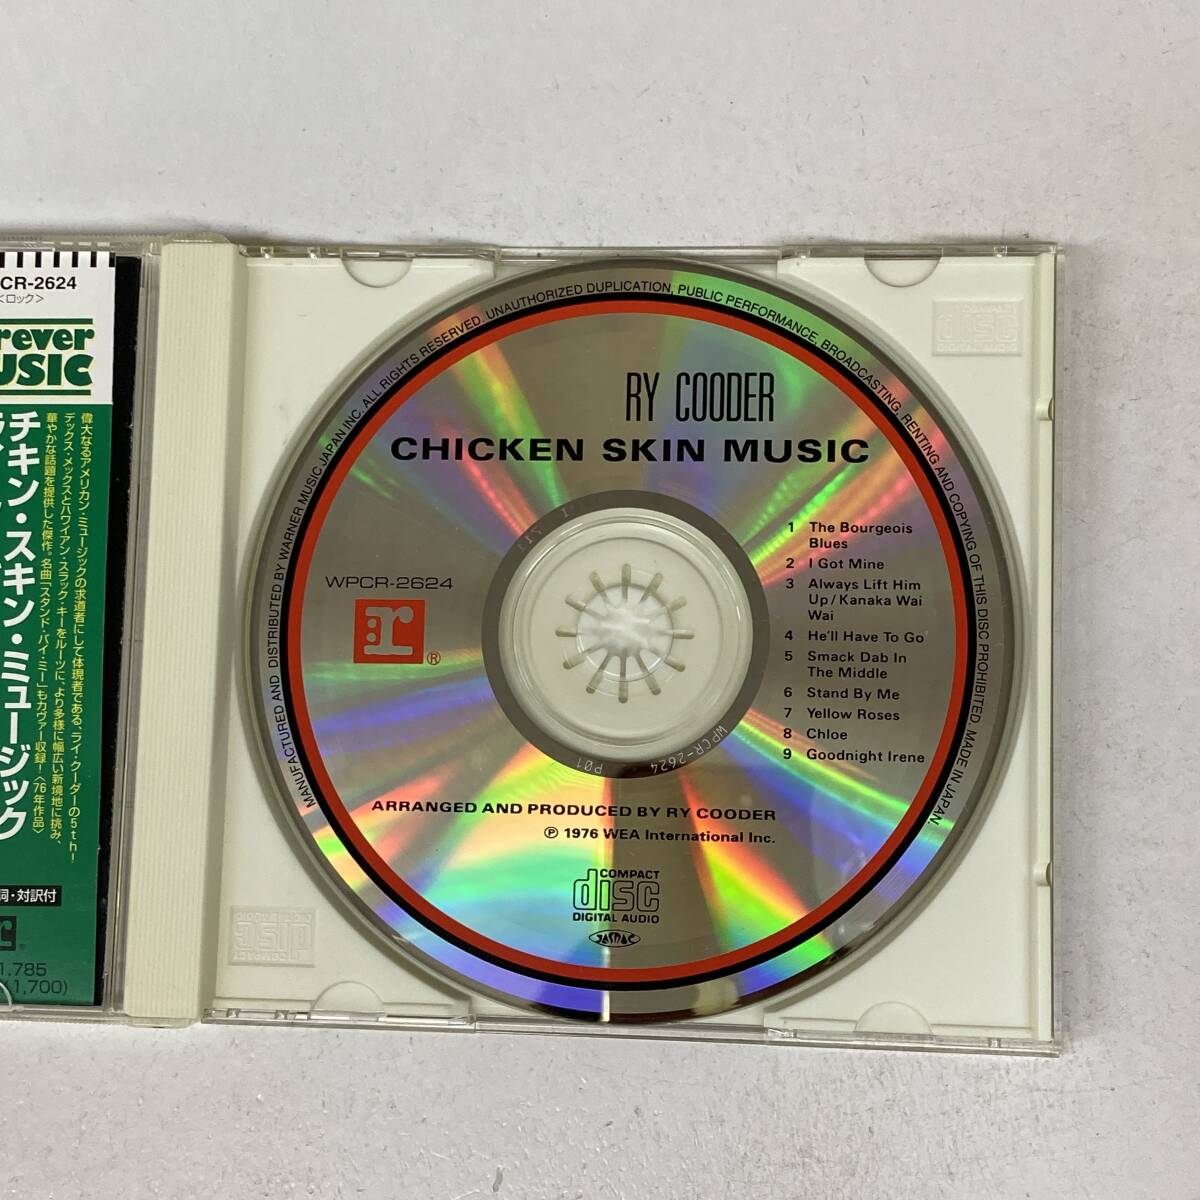 CR-2624
<ロック>
rever
USIC
チキン・スキン・ミュージック
偉大なるアメリカン・ミュージックの求道者にして体現者である、ライ・クーダーの5th!
テックス・メックスとハワイアン・スラック・キーをルーツに、より多様に幅広い新境地に挑み、
華やかな話題を提供した傑作。名曲「スタンド・バイ・ミー」もカヴァー収録!〈76年作品〉
詞・対訳付
r®
1,785
(1,700)
MANUFACTURED AND DISTRIBUTED BY WARNER MUSIC JAPAN INC. ALL RIGHTS RESERVED. UNAUTHORIZED DUPLICATION, PUBLIC PERFORMANCE, BROADCASTING, RENTING AND COPYING OF THIS DISC PROHIBITED. MADE IN JAPAN.
RY COODER
CHICKEN SKIN MUSIC
WPCR-2624
:r®
1 The Bourgeois
Blues
2 I Got Mine
3 Always Lift Him
Up/Kanaka Wai
Wai
4 He'll Have To Go
5 Smack Dab In
The Middle
6 Stand By Me
7 Yellow Roses
8 Chloe
9 Goodnight Irene
WPCR-2624 P01
ARRANGED AND PRODUCED BY RY COODER
℗ 1976 WEA International Inc.
COMPACT
disc
DIGITAL AUDIO
JASRAC
COMPACT
disc
DIGITAL AUDIO
COMPACT
disc
DIGITAL AUDIO